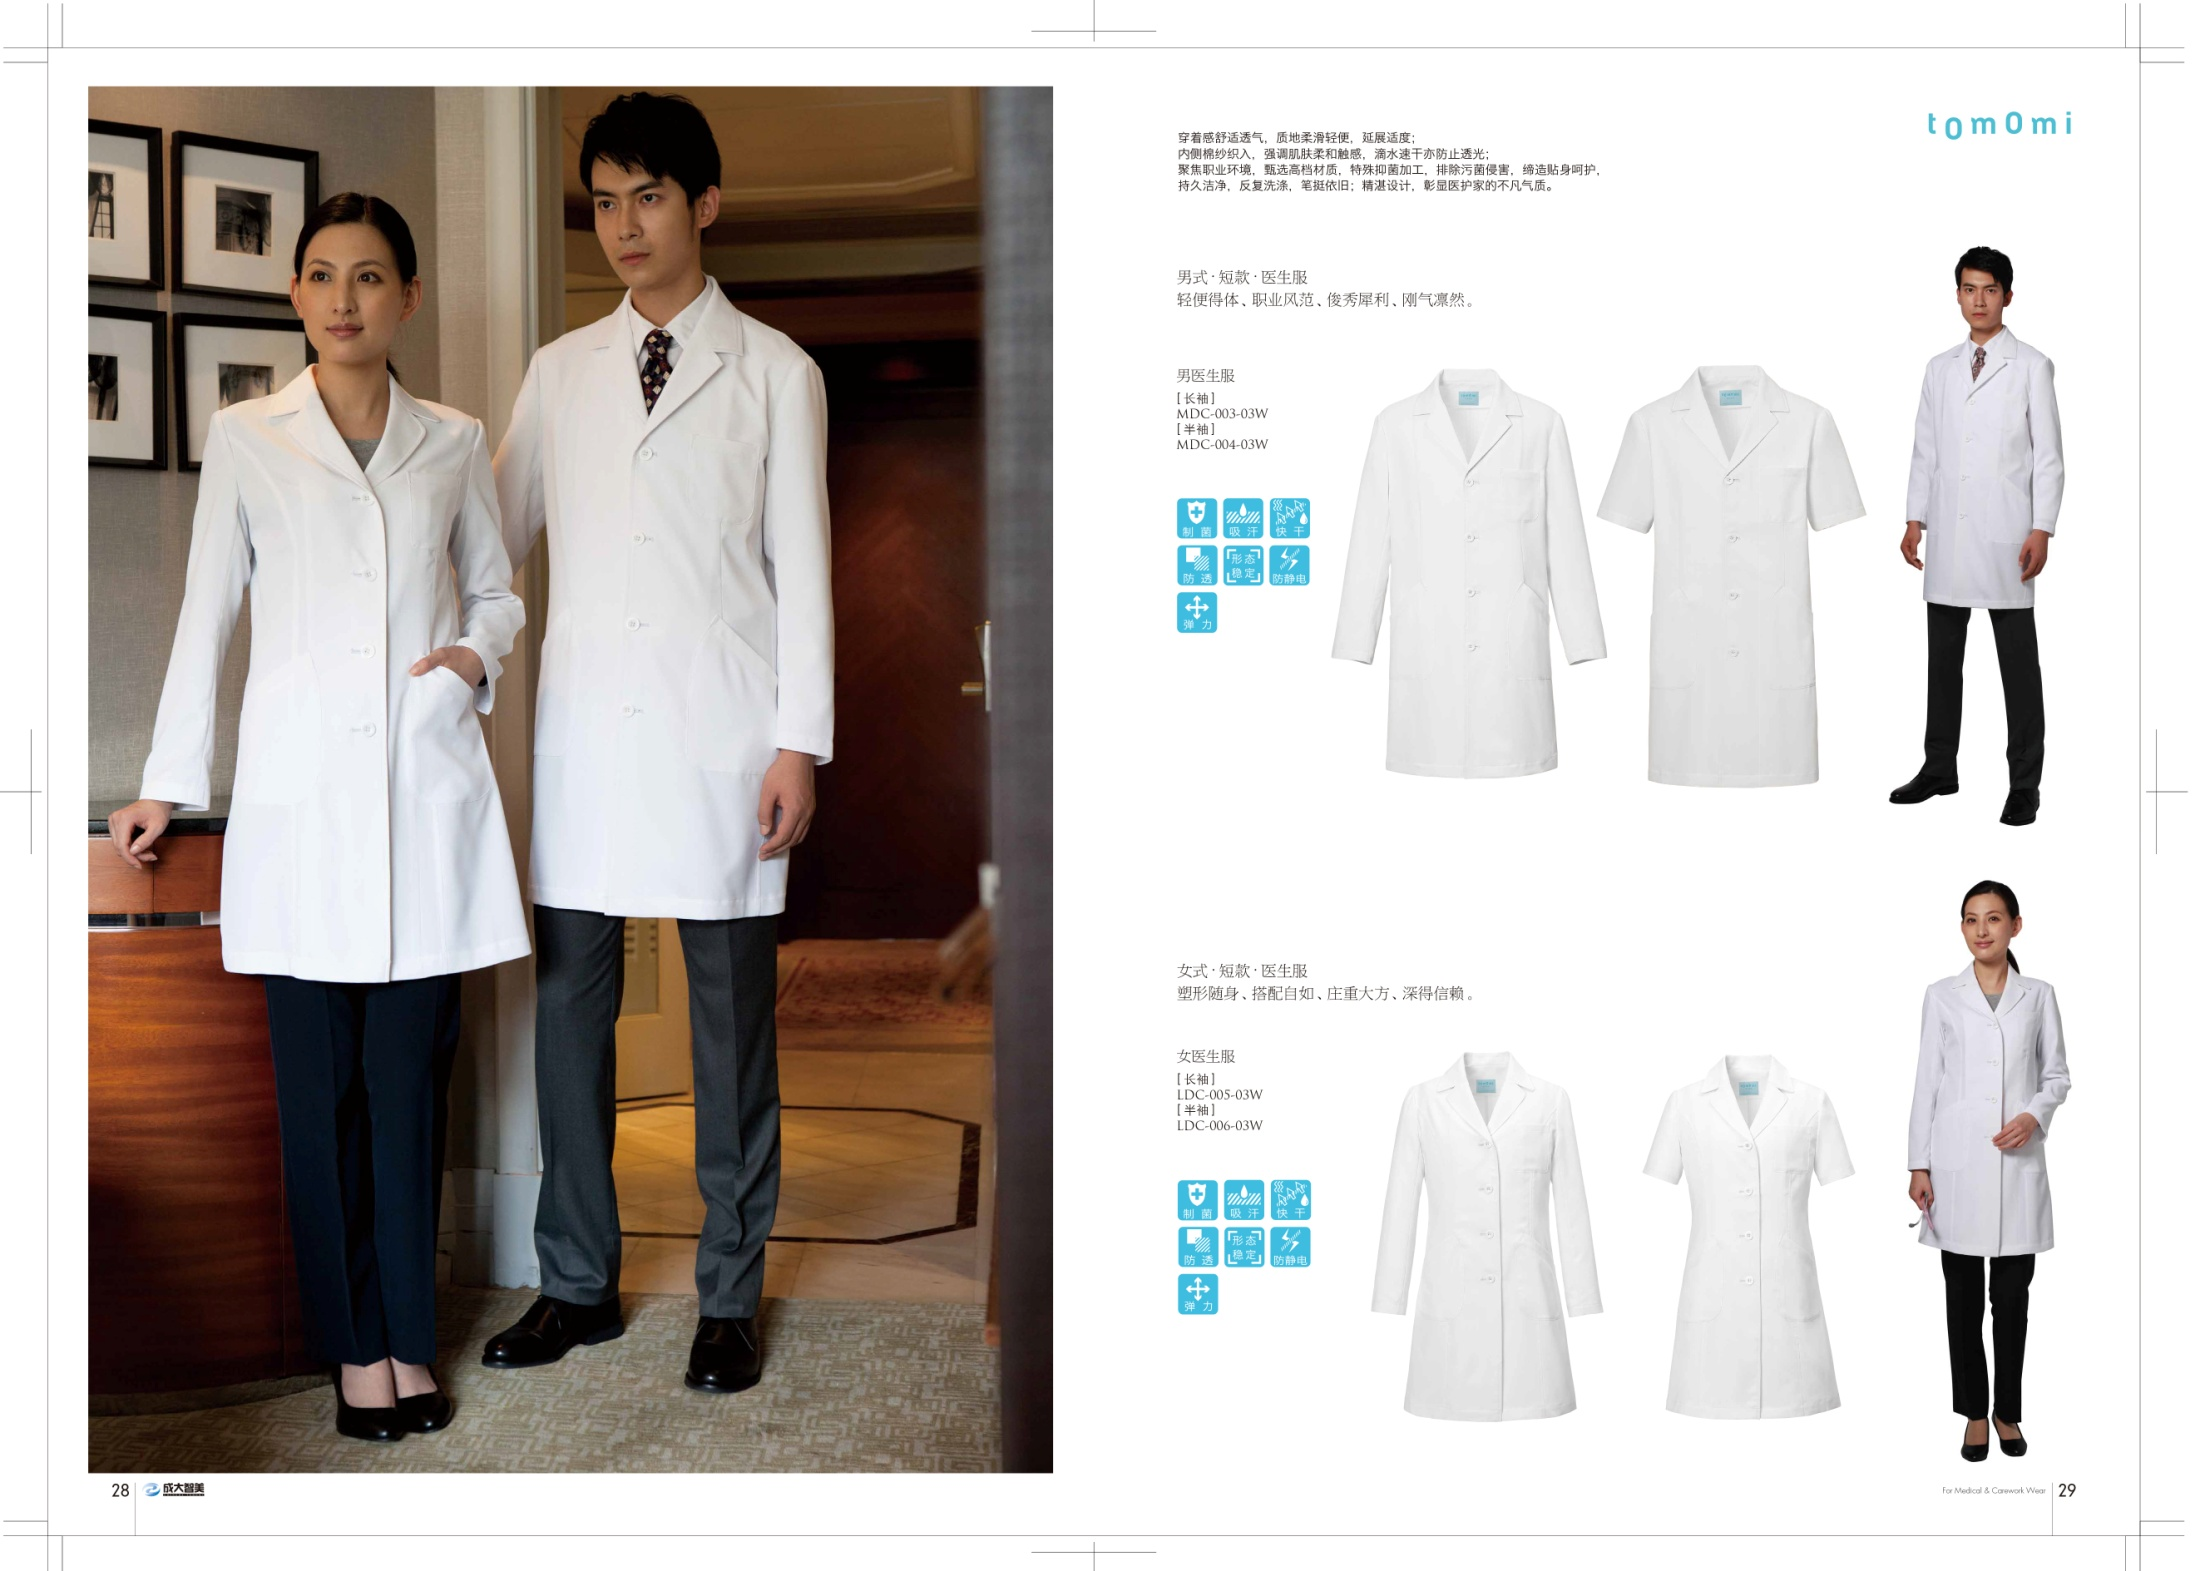 tomOmi
穿着感舒适透气，质地柔滑轻便，延展适度；
内侧棉纱织入，强调肌肤柔和触感，滴水速干亦防止透光；
聚焦职业环境，甄选高档材质，特殊抑菌加工，排除污菌侵害，缔造贴身呵护，
持久洁净，反复洗涤，笔挺依旧；精湛设计，彰显医护家的不凡气质。
男式·短款·医生服
轻便得体、职业风范、俊秀犀利、刚气凛然。
男医生服
[长袖]
MDC-003-03W
[半袖]
MDC-004-03W
制菌 吸汗 快干
防透 形态稳定 防静电
弹力
女式·短款·医生服
塑形随身、搭配自如、庄重大方、深得信赖。
女医生服
[长袖]
LDC-005-03W
[半袖]
LDC-006-03W
制菌 吸汗 快干
防透 形态稳定 防静电
弹力
28 成大智美
For Medical & Carework Wear 29